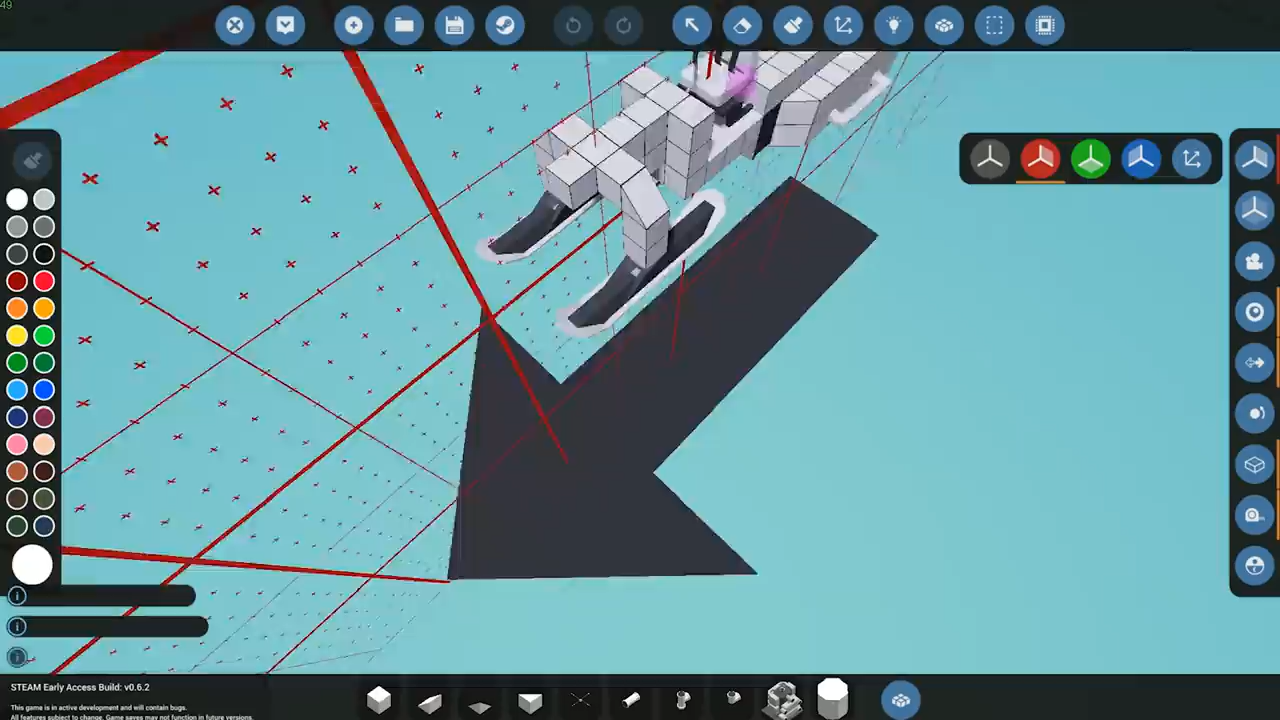 49
STEAM Early Access Build: v0.6.2
This game is in active development and will contain bugs.
All features subject to change. Game saves may not function in future versions.